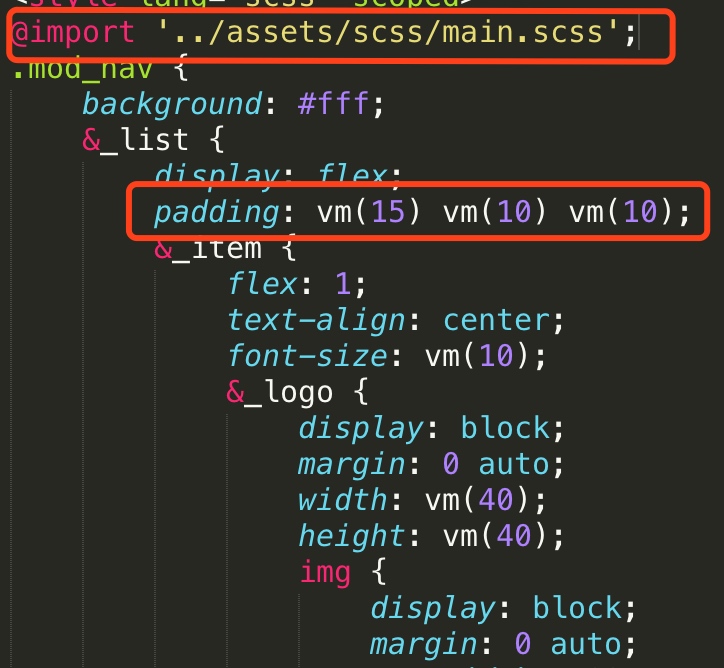 <style lang="scss" scoped>
@import '../assets/scss/main.scss';
.mod_nav {
background: #fff;
&_list {
display: flex;
padding: vm(15) vm(10) vm(10);
&_item {
flex: 1;
text-align: center;
font-size: vm(10);
&_logo {
display: block;
margin: 0 auto;
width: vm(40);
height: vm(40);
img {
display: block;
margin: 0 auto;